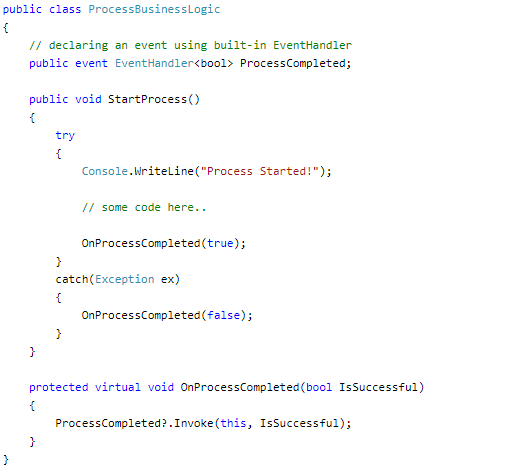 public class ProcessBusinessLogic
{
    // declaring an event using built-in EventHandler
    public event EventHandler<bool> ProcessCompleted;

    public void StartProcess()
    {
        try
        {
            Console.WriteLine("Process Started!");

            // some code here..

            OnProcessCompleted(true);
        }
        catch(Exception ex)
        {
            OnProcessCompleted(false);
        }
    }

    protected virtual void OnProcessCompleted(bool IsSuccessful)
    {
        ProcessCompleted?.Invoke(this, IsSuccessful);
    }
}